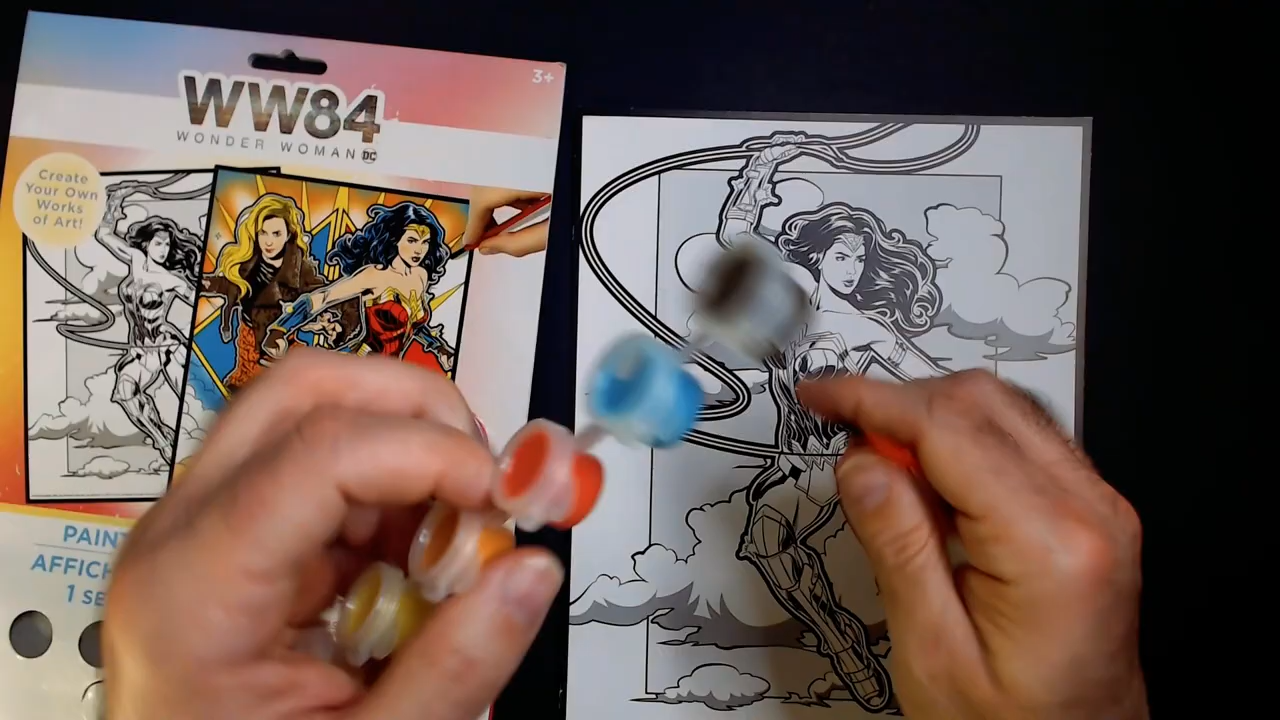 3+
WW84
WONDER WOMAN DC
Create
Your Own
Works
of Art!
PAINT
AFFICH
1 SE